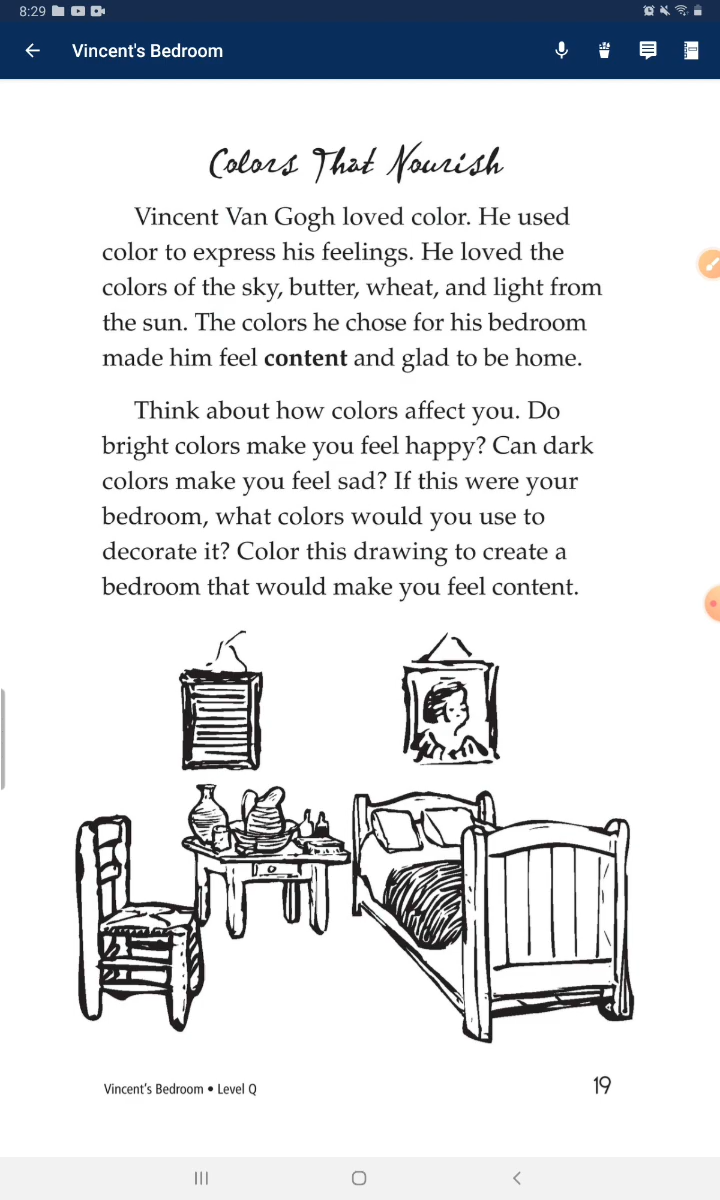 8:29
Vincent's Bedroom
Colors That Nourish
Vincent Van Gogh loved color. He used
color to express his feelings. He loved the
colors of the sky, butter, wheat, and light from
the sun. The colors he chose for his bedroom
made him feel content and glad to be home.
Think about how colors affect you. Do
bright colors make you feel happy? Can dark
colors make you feel sad? If this were your
bedroom, what colors would you use to
decorate it? Color this drawing to create a
bedroom that would make you feel content.
Vincent's Bedroom • Level Q
19